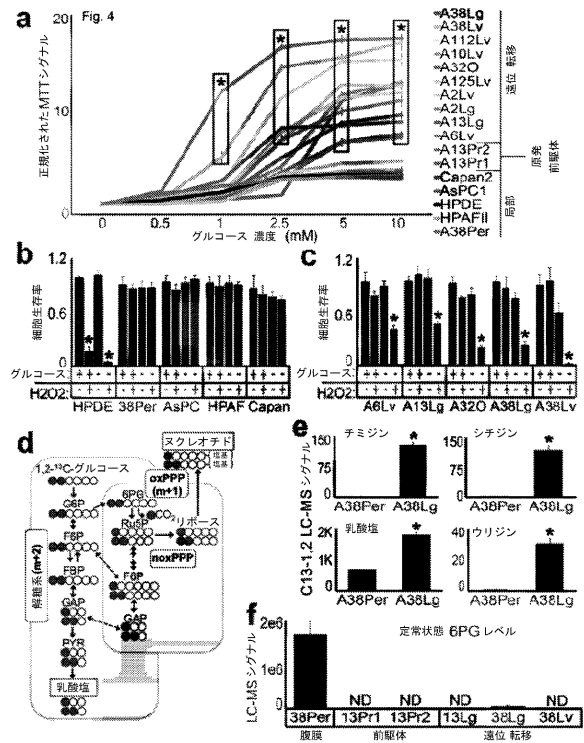 a
Fig. 4
正規化されたMTTシグナル
20
10
1
0
0.5
1
2.5
5
10
グルコース 濃度 (mM)
A38Lg
A38Lv
A112Lv
A10Lv
A32O
A125Lv
A2Lv
A2Lg
A13Lg
A6Lv
A13Pr2
A13Pr1
Capan2
AsPC1
HPDE
HPAFII
A38Per
遠位 転移
原発 前駆体
局部
b
細胞生存率
1.2
0.6
0
グルコース:
H2O2:
HPDE 38Per AsPC HPAF Capan
c
細胞生存率
1.2
0.6
0
グルコース:
H2O2:
A6Lv A13Lg A32O A38Lg A38Lv
d
ヌクレオチド
塩基
塩基
1,2-¹³C-グルコース
oxPPP (m+1)
G6P
6PG
Ru5P
リボース
noxPPP
F6P
F6P
FBP
GAP
GAP
PYR
乳酸塩
解糖系 (m+2)
e
C13-1,2 LC-MS シグナル
チミジン
150
75
0
A38Per A38Lg
シチジン
150
75
0
A38Per A38Lg
乳酸塩
2K
1K
0
A38Per A38Lg
ウリジン
40
20
0
A38Per A38Lg
f
定常状態 6PG レベル
LC-MS シグナル
2e6
1e6
0
ND ND ND ND
38Per 13Pr1 13Pr2 13Lg 38Lg 38Lv
腹膜 前駆体 遠位 転移